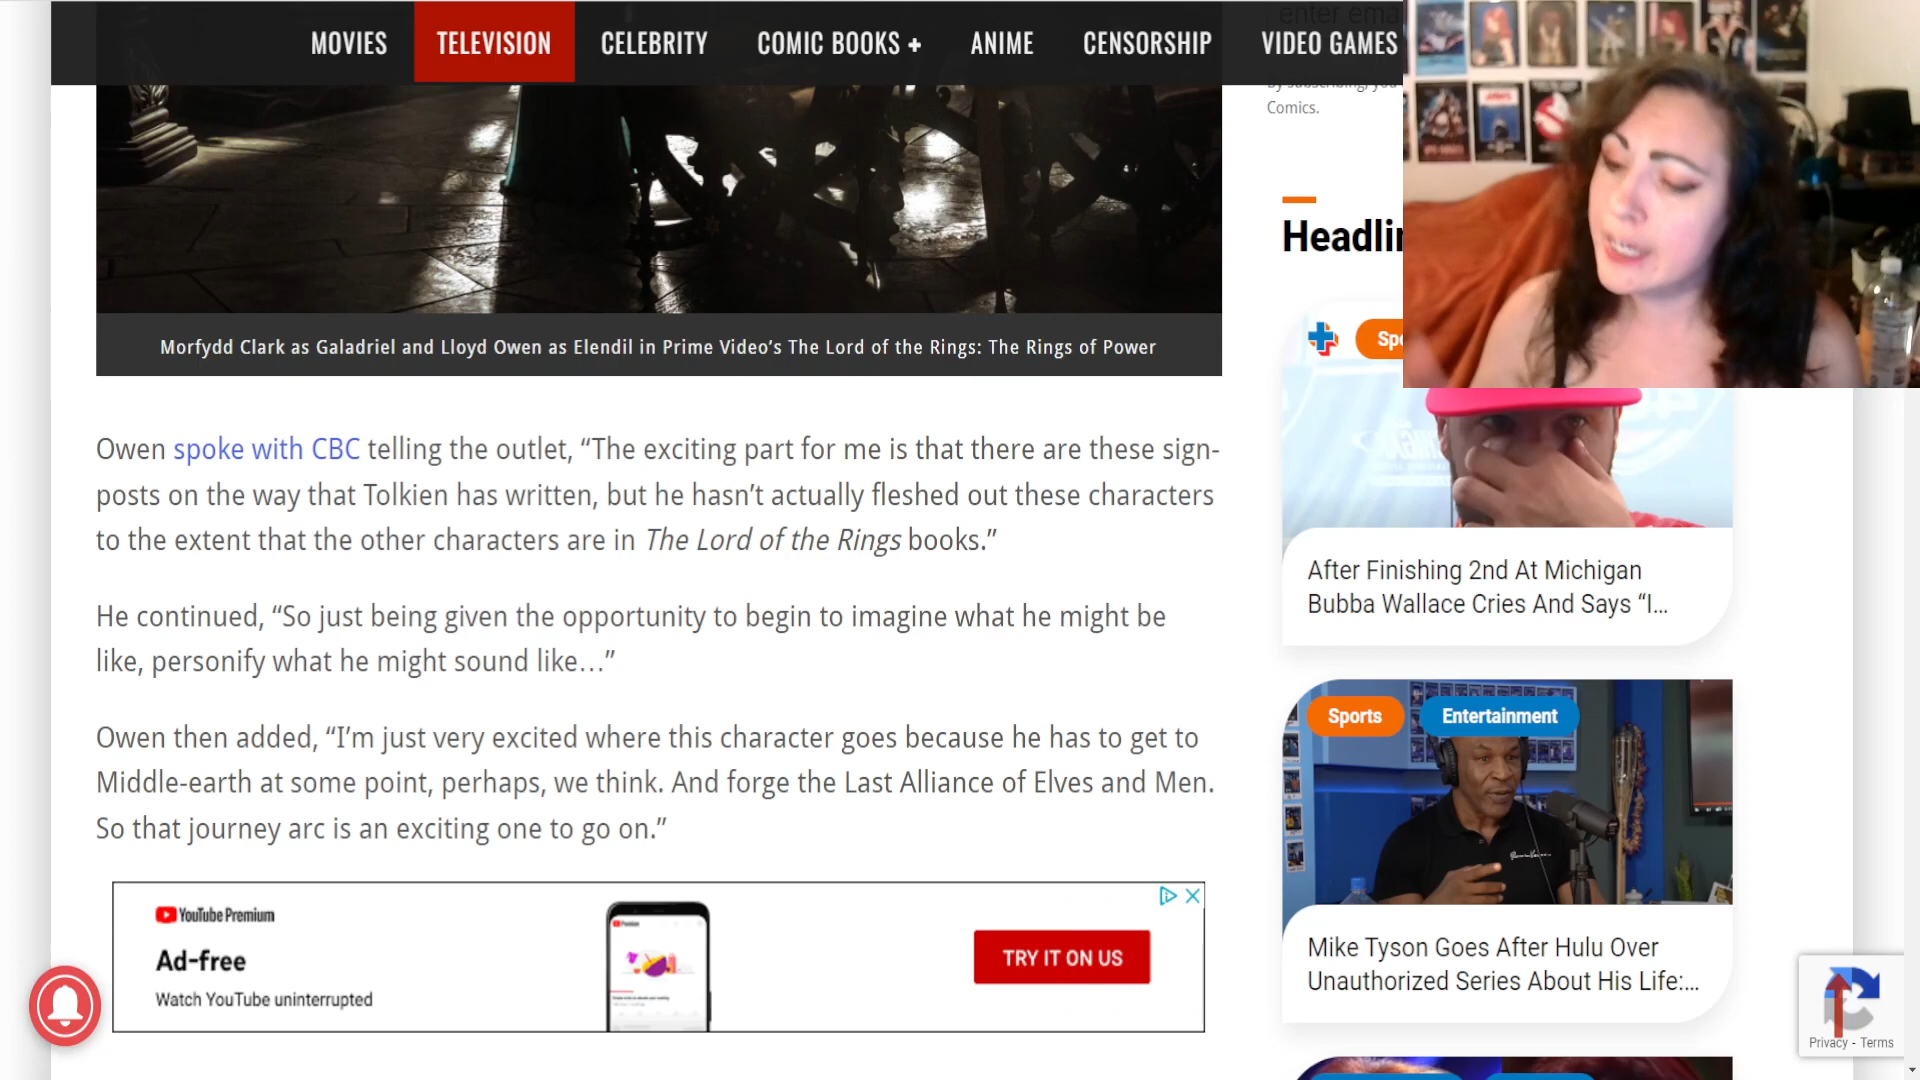 enter ema
MOVIES TELEVISION CELEBRITY COMIC BOOKS + ANIME CENSORSHIP VIDEO GAMES
By subscribing, you
Comics.
Headlin
Morfydd Clark as Galadriel and Lloyd Owen as Elendil in Prime Video’s The Lord of the Rings: The Rings of Power
Owen spoke with CBC telling the outlet, “The exciting part for me is that there are these sign-
posts on the way that Tolkien has written, but he hasn’t actually fleshed out these characters
to the extent that the other characters are in The Lord of the Rings books.”
He continued, “So just being given the opportunity to begin to imagine what he might be
like, personify what he might sound like…”
Owen then added, “I’m just very excited where this character goes because he has to get to
Middle-earth at some point, perhaps, we think. And forge the Last Alliance of Elves and Men.
So that journey arc is an exciting one to go on.”
YouTube Premium
Ad-free
Watch YouTube uninterrupted
TRY IT ON US
Spo
After Finishing 2nd At Michigan
Bubba Wallace Cries And Says “I...
Sports Entertainment
Mike Tyson Goes After Hulu Over
Unauthorized Series About His Life:...
Privacy - Terms
JAWS